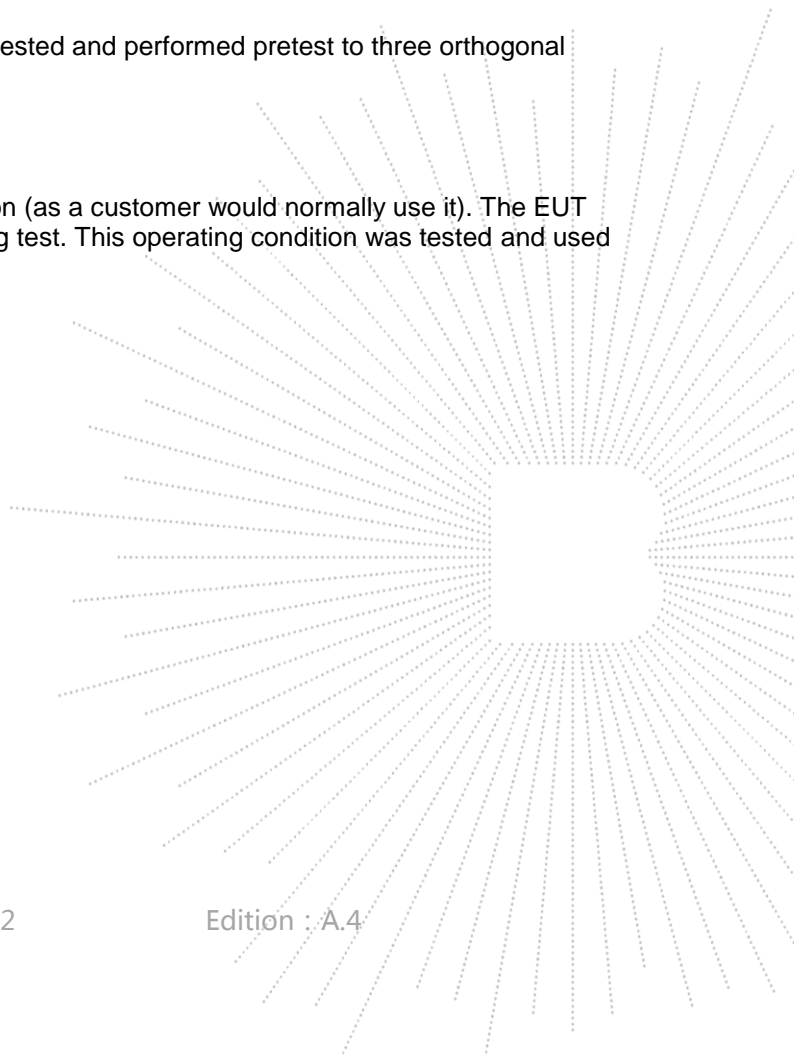 ested and performed pretest to three orthogonal
n (as a customer would normally use it). The EUT
g test. This operating condition was tested and used
2 Edition：A.4